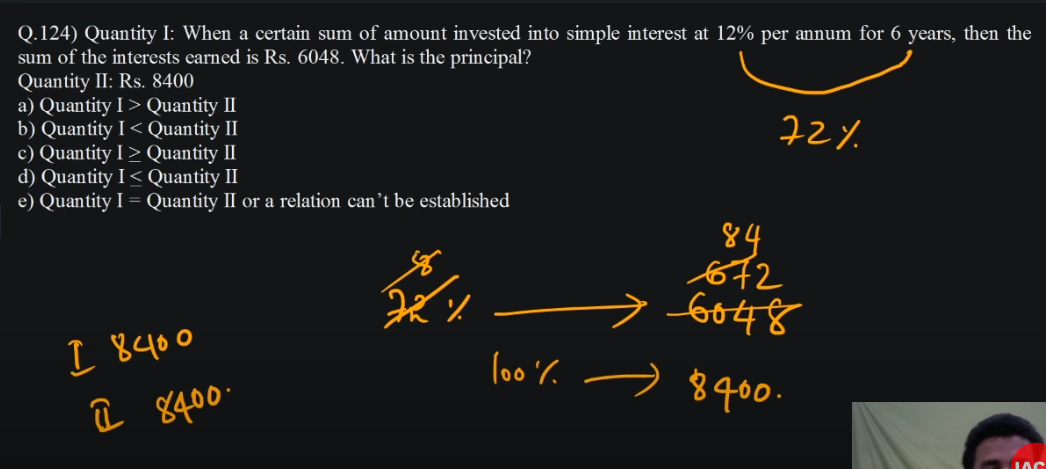 Q.124) Quantity I: When a certain sum of amount invested into simple interest at 12% per annum for 6 years, then the
sum of the interests earned is Rs. 6048. What is the principal?
Quantity II: Rs. 8400
a) Quantity I > Quantity II
b) Quantity I < Quantity II
c) Quantity I ≥ Quantity II
d) Quantity I ≤ Quantity II
e) Quantity I = Quantity II or a relation can't be established
72%
84
8 672
72% → 6048
I 8400
100% → 8400.
II 8400.